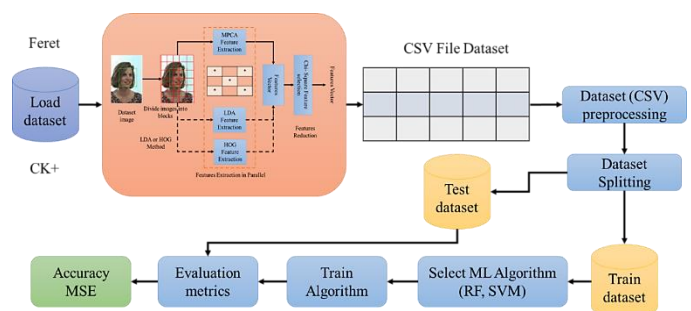 Feret
Load
dataset
CK+
Dataset
image
Divide images into
blocks
LDA or HOG
Method
MPCA
Feature
Extraction
LDA
Feature
Extraction
HOG
Feature
Extraction
Features Extraction in Parallel
Features
Vector
Chi-Square Feature
selection
Features
Reduction
Features Vector
CSV File Dataset
Dataset (CSV)
preprocessing
Dataset
Splitting
Test
dataset
Train
dataset
Select ML Algorithm
(RF, SVM)
Train
Algorithm
Evaluation
metrics
Accuracy
MSE